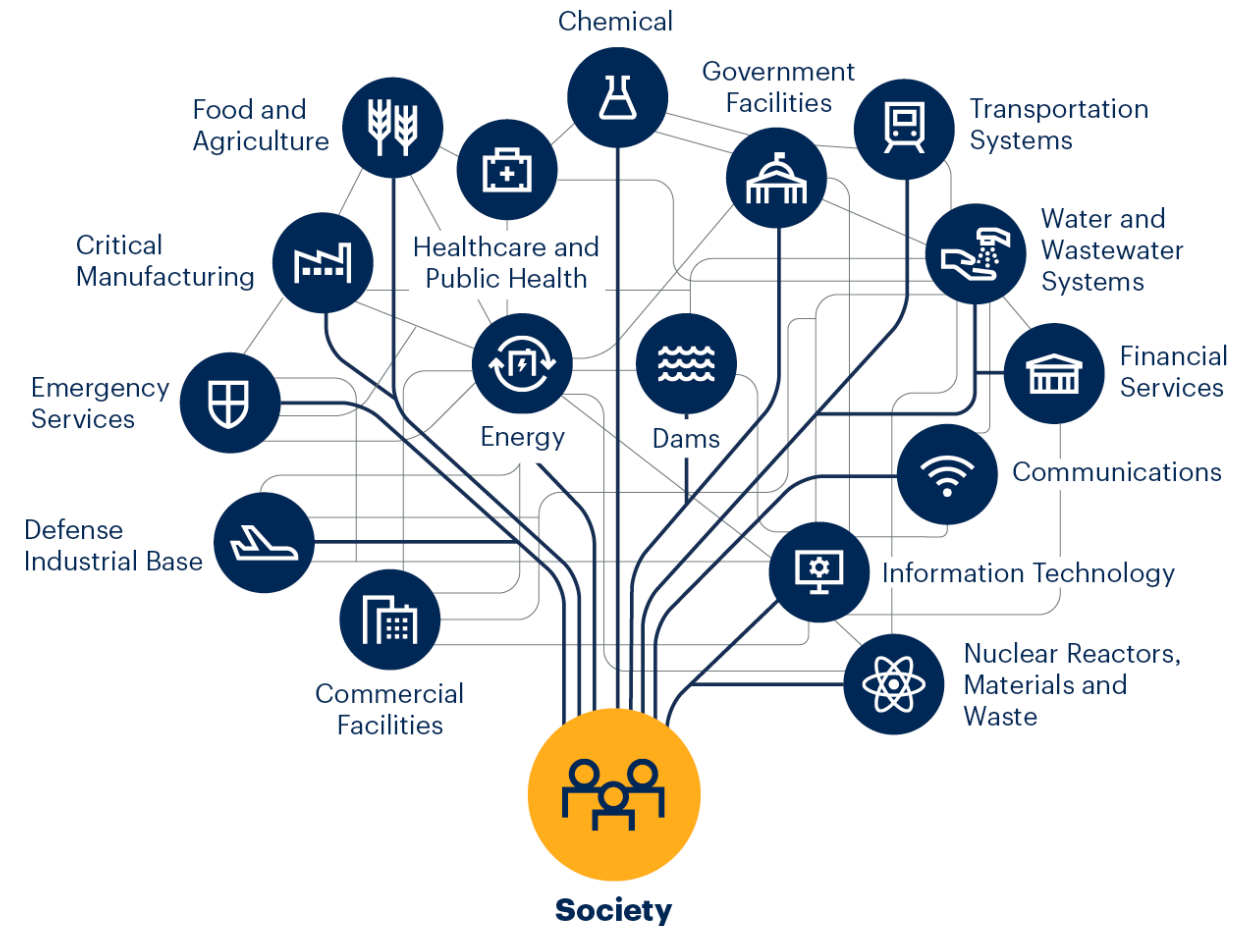 Chemical
Government
Facilities
Food and
Agriculture
Transportation
Systems
Critical
Manufacturing
Healthcare and
Public Health
Water and
Wastewater
Systems
Emergency
Services
Energy
Dams
Financial
Services
Communications
Defense
Industrial Base
Information Technology
Commercial
Facilities
Nuclear Reactors,
Materials and
Waste
Society